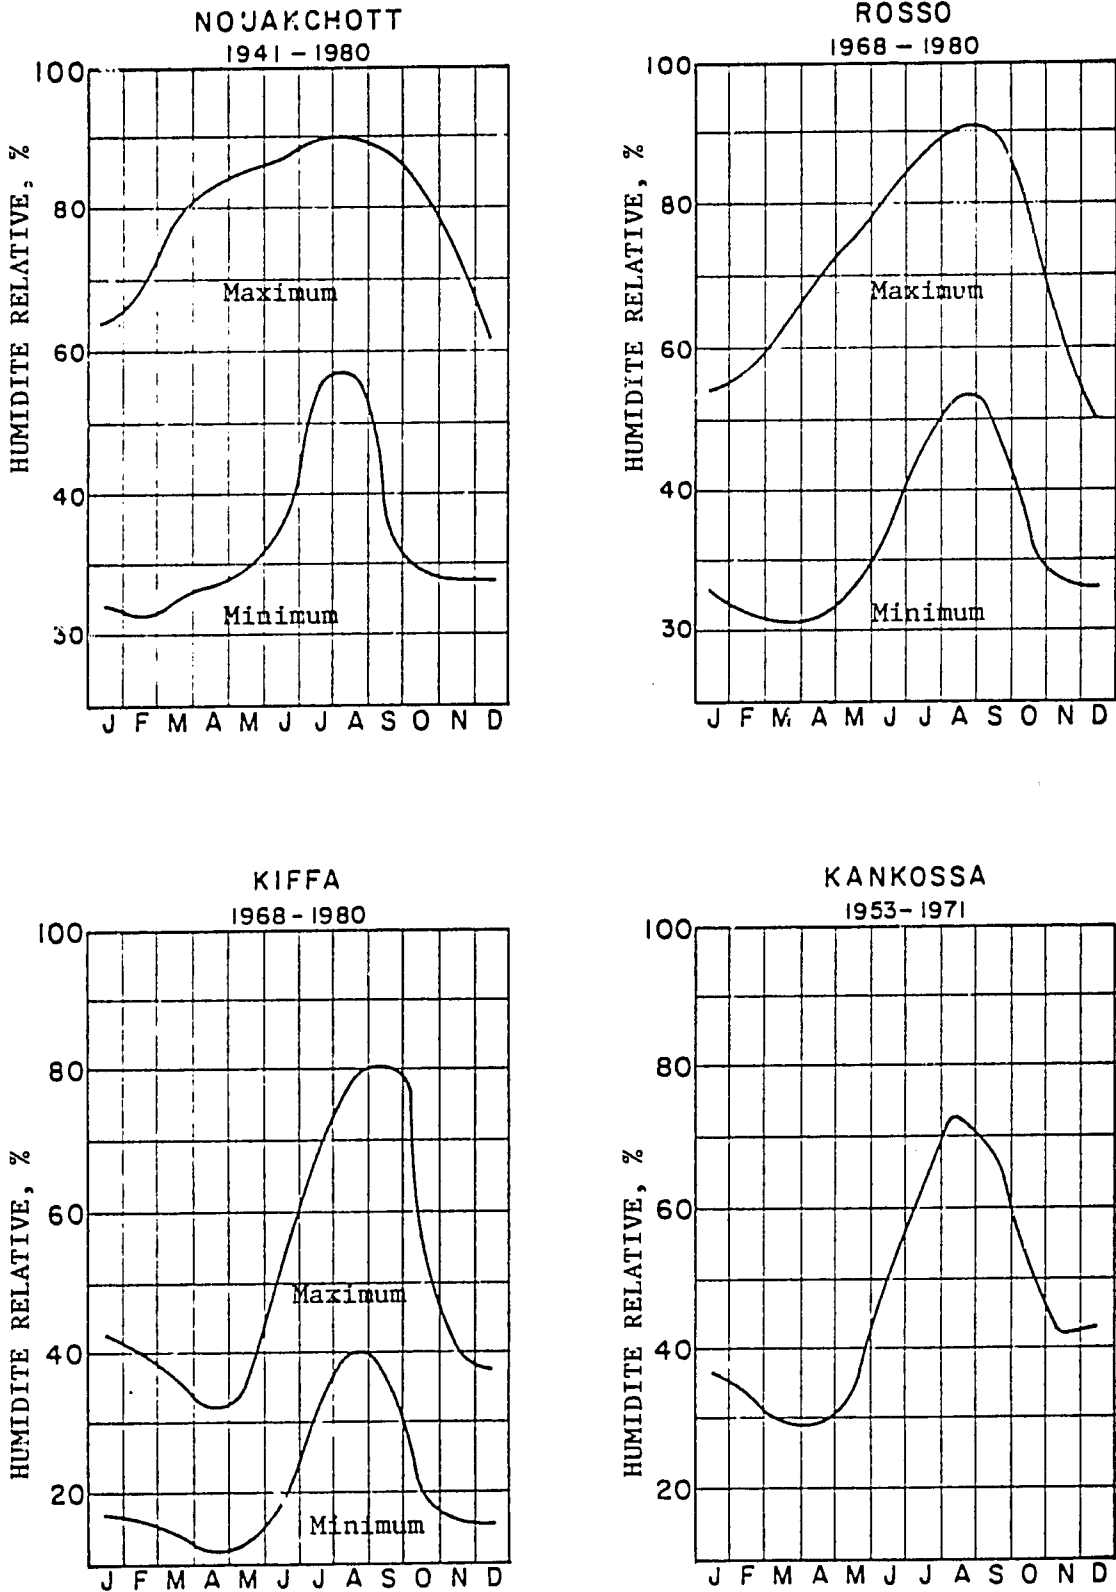 NOUAKCHOTT
1941-1980
HUMIDITE RELATIVE, %
100
80
60
40
30
Maximum
Minimum
J F M A M J J A S O N D
ROSSO
1968-1980
HUMIDITE RELATIVE, %
100
80
60
40
30
Maximum
Minimum
J F M A M J J A S O N D
KIFFA
1968-1980
HUMIDITE RELATIVE, %
100
80
60
40
20
Maximum
Minimum
J F M A M J J A S O N D
KANKOSSA
1953-1971
HUMIDITE RELATIVE, %
100
80
60
40
20
J F M A M J J A S O N D